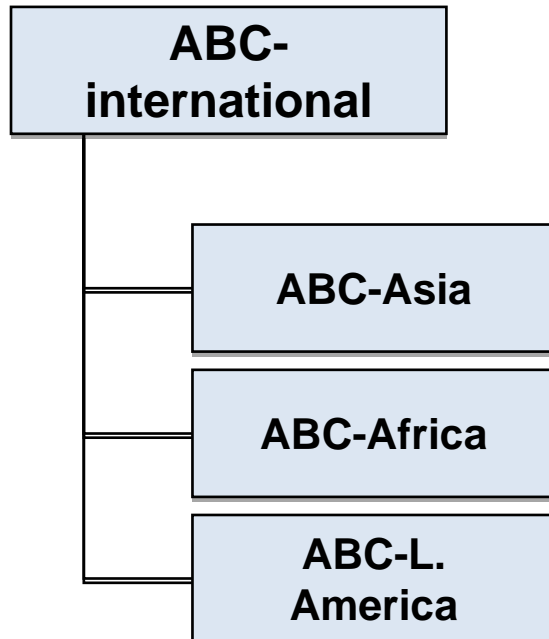 ABC-
international
ABC-Asia
ABC-Africa
ABC-L.
America